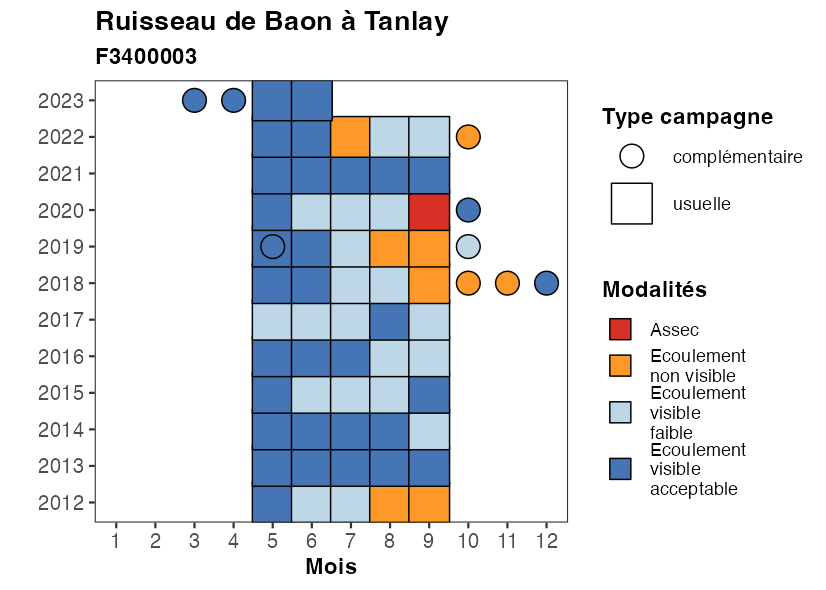 Ruisseau de Baon à Tanlay
F3400003
2023
2022
2021
2020
2019
2018
2017
2016
2015
2014
2013
2012
1 2 3 4 5 6 7 8 9 10 11 12
Mois
Type campagne
complémentaire
usuelle
Modalités
Assec
Ecoulement
non visible
Ecoulement
visible
faible
Ecoulement
visible
acceptable